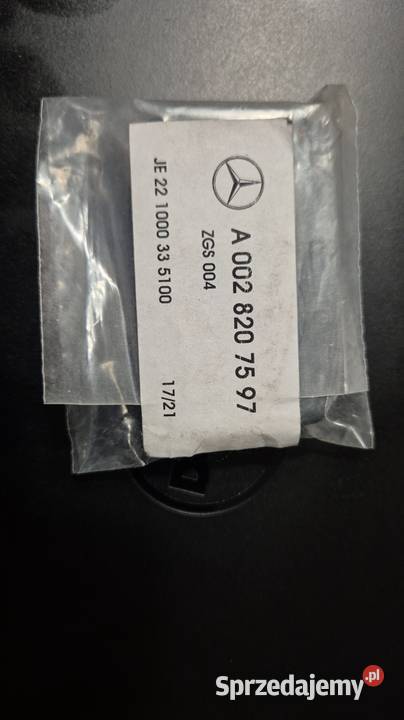 A 002 820 75 97
ZGS 004
JE 22 1000 33 5100 17/21
D
Sprzedajemy.pl